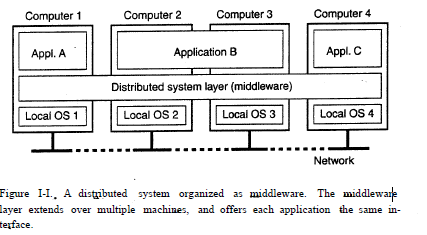 Computer 1 Computer 2 Computer 3 Computer 4
Appl. A Application B Appl. C
Distributed system layer (middleware)
Local OS 1 Local OS 2 Local OS 3 Local OS 4
Network
Figure I-I. A distributed system organized as middleware. The middleware
layer extends over multiple machines, and offers each application the same in-
terface.